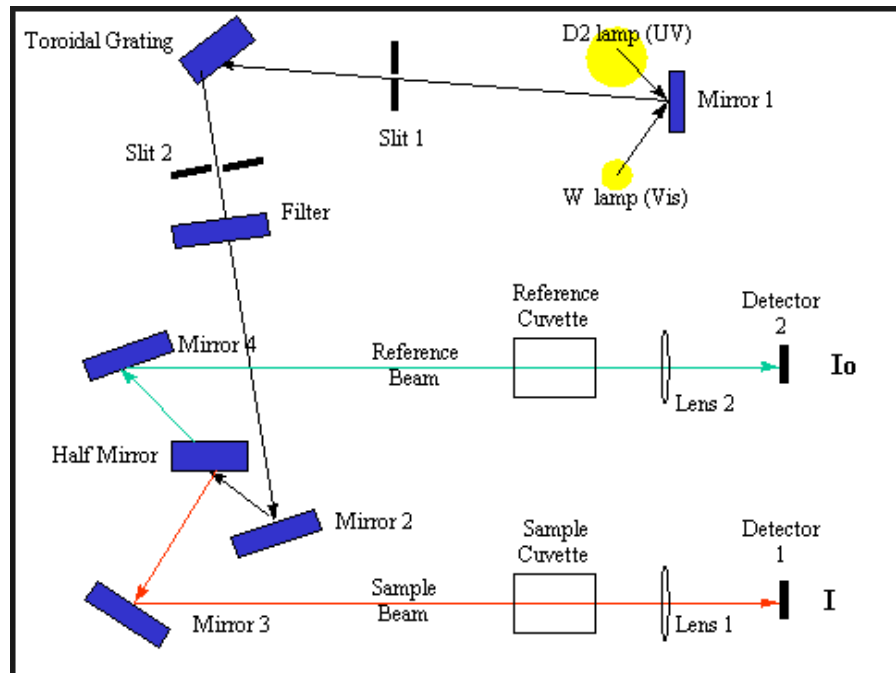 Toroidal Grating
D2 lamp (UV)
Mirror 1
Slit 1
Slit 2
W lamp (Vis)
Filter
Reference
Cuvette
Detector
2
Mirror 4
Reference
Beam
Io
Lens 2
Half Mirror
Mirror 2
Sample
Cuvette
Detector
1
Sample
Beam
I
Mirror 3
Lens 1